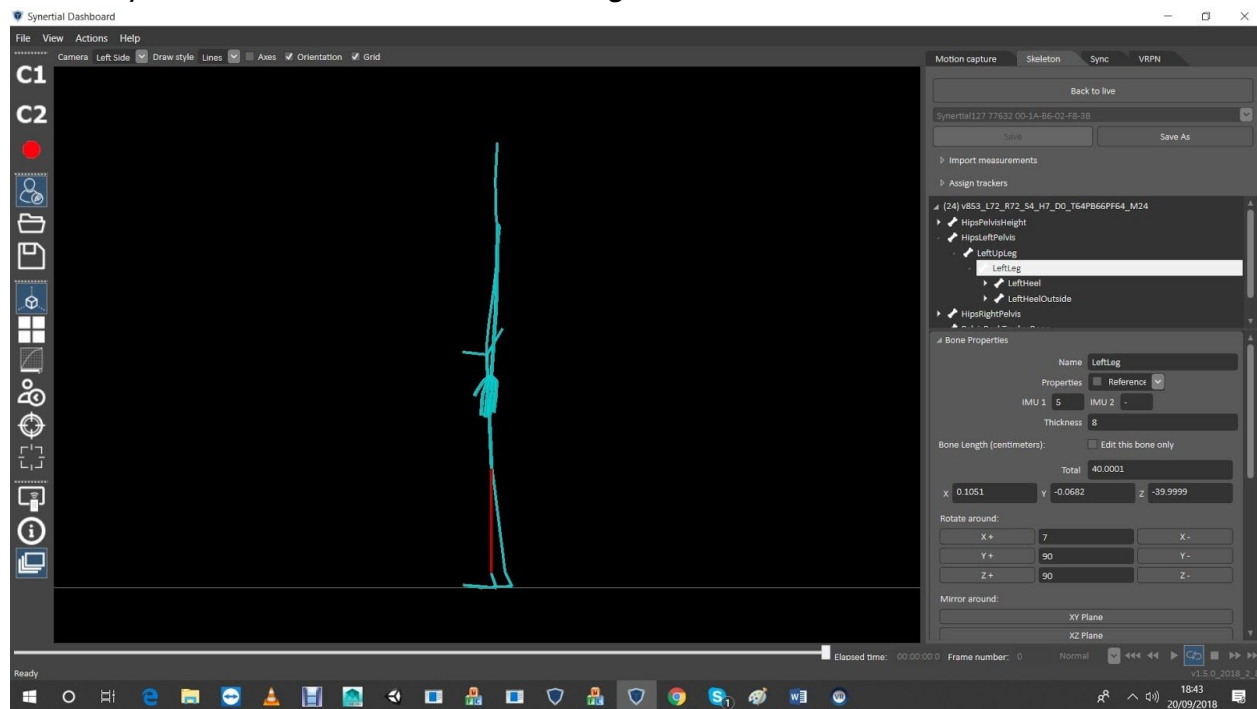 Synertial Dashboard
File View Actions Help
Camera Left Side Draw style Lines Axes Orientation Grid
C1
C2
Motion capture Skeleton Sync VRPN
Back to live
Synertial127 77632 00-1A-B6-02-F8-3B
Save Save As
Import measurements
Assign trackers
(24) v853_L72_R72_S4_H7_D0_T64PB66PF64_M24
HipsPelvisHeight
HipsLeftPelvis
LeftUpLeg
LeftLeg
LeftHeel
LeftHeelOutside
HipsRightPelvis
Bone Properties
Name LeftLeg
Properties Reference
IMU 1 5 IMU 2 -
Thickness 8
Bone Length (centimeters): Edit this bone only
Total 40.0001
X 0.1051 Y -0.0682 Z -39.9999
Rotate around:
X + 7 X -
Y + 90 Y -
Z + 90 Z -
Mirror around:
XY Plane
XZ Plane
Elapsed time: 00:00:00:0 Frame number: 0 Normal
Ready
18:43
20/09/2018